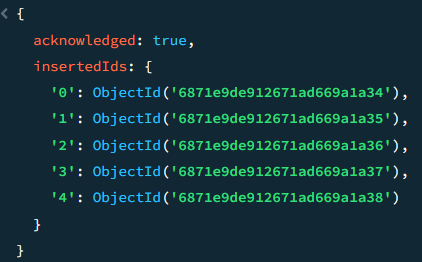 {
acknowledged: true,
insertedIds: {
'0': ObjectId('6871e9de912671ad669a1a34'),
'1': ObjectId('6871e9de912671ad669a1a35'),
'2': ObjectId('6871e9de912671ad669a1a36'),
'3': ObjectId('6871e9de912671ad669a1a37'),
'4': ObjectId('6871e9de912671ad669a1a38')
}
}